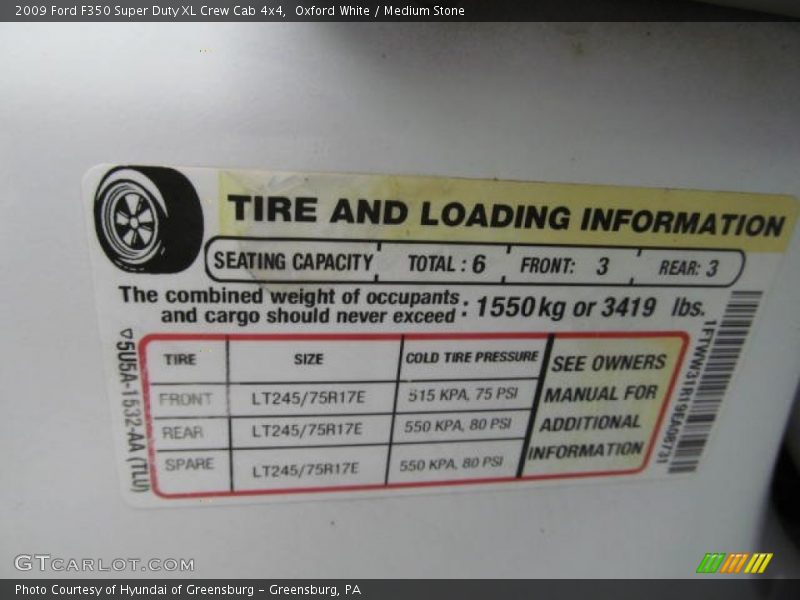 2009 Ford F350 Super Duty XL Crew Cab 4x4,  Oxford White / Medium Stone
TIRE AND LOADING INFORMATION
SEATING CAPACITY TOTAL : 6 FRONT: 3 REAR: 3
The combined weight of occupants
and cargo should never exceed : 1550kg or 3419 lbs.
TIRE SIZE COLD TIRE PRESSURE
FRONT LT245/75R17E 515 KPA, 75 PSI
REAR LT245/75R17E 550 KPA, 80 PSI
SPARE LT245/75R17E 550 KPA, 80 PSI
SEE OWNERS
MANUAL FOR
ADDITIONAL
INFORMATION
5U5A-1532-AA (TLU)
1FTWW31R19EA08731
GTCARLOT.COM
Photo Courtesy of Hyundai of Greensburg – Greensburg, PA